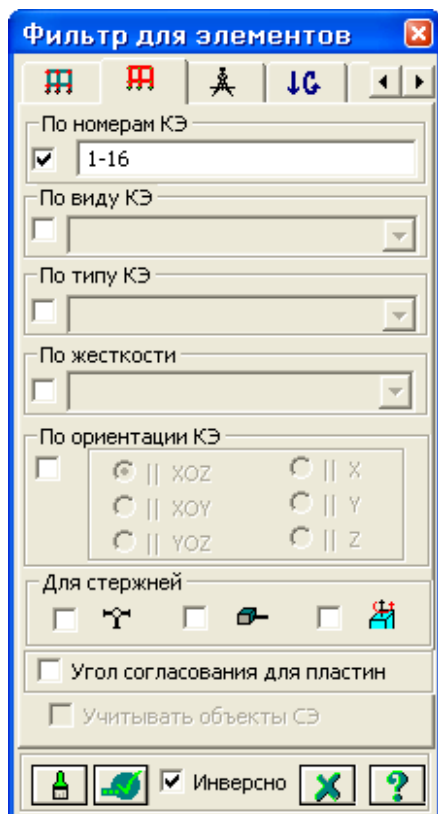 Фильтр для элементов
По номерам КЭ
1-16
По виду КЭ
По типу КЭ
По жесткости
По ориентации КЭ
|| XOZ || X
|| XOY || Y
|| YOZ || Z
Для стержней
Угол согласования для пластин
Учитывать объекты СЭ
Инверсно